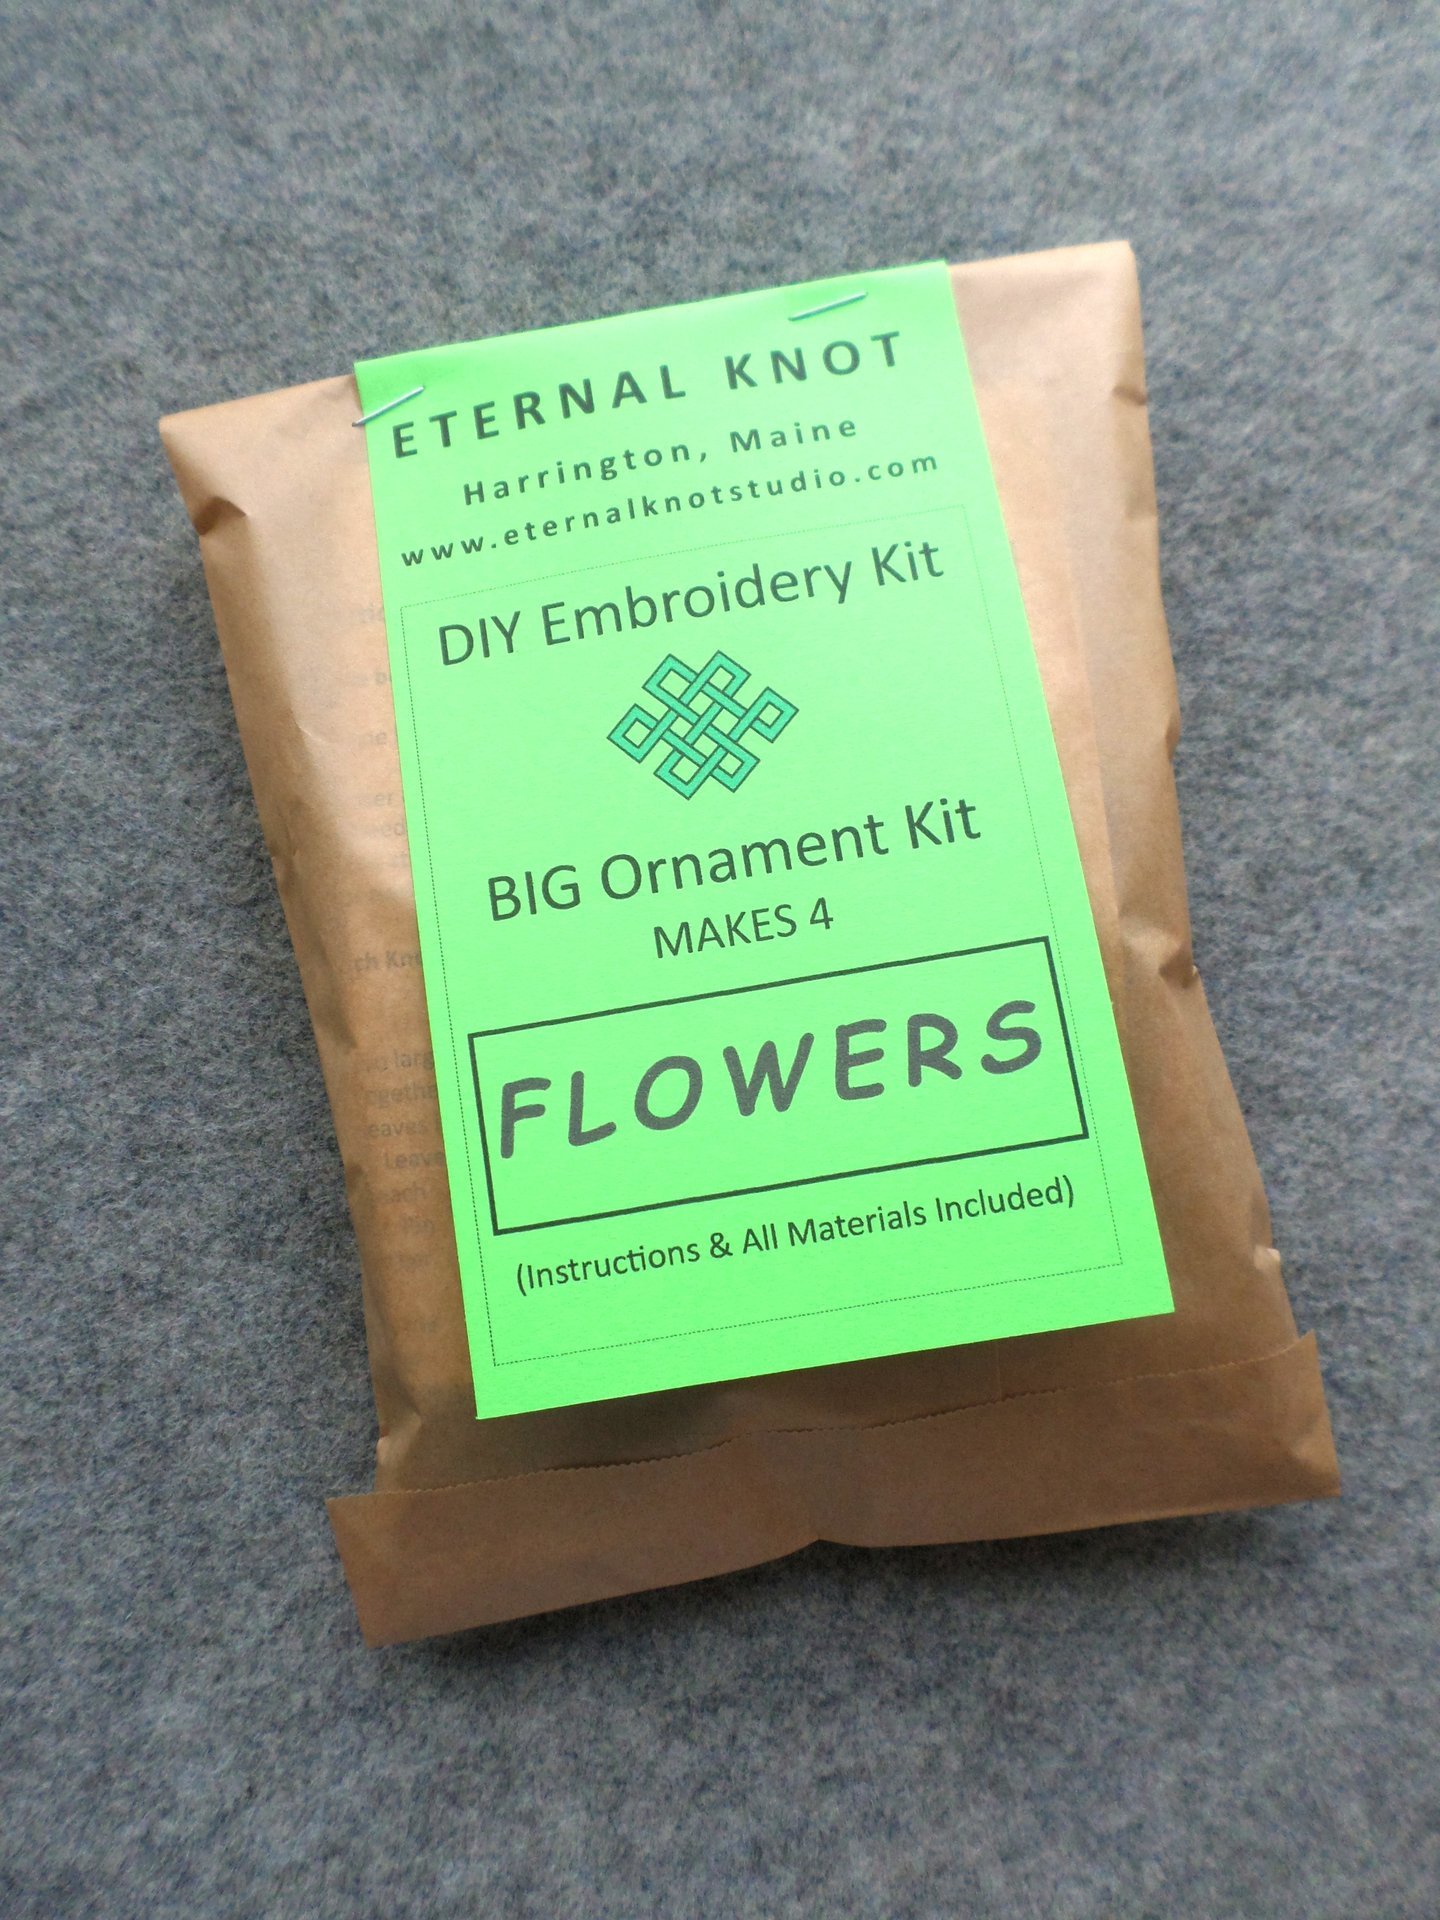 ETERNAL KNOT
Harrington, Maine
www.eternalknotstudio.com
DIY Embroidery Kit
BIG Ornament Kit
MAKES 4
FLOWERS
(Instructions & All Materials Included)